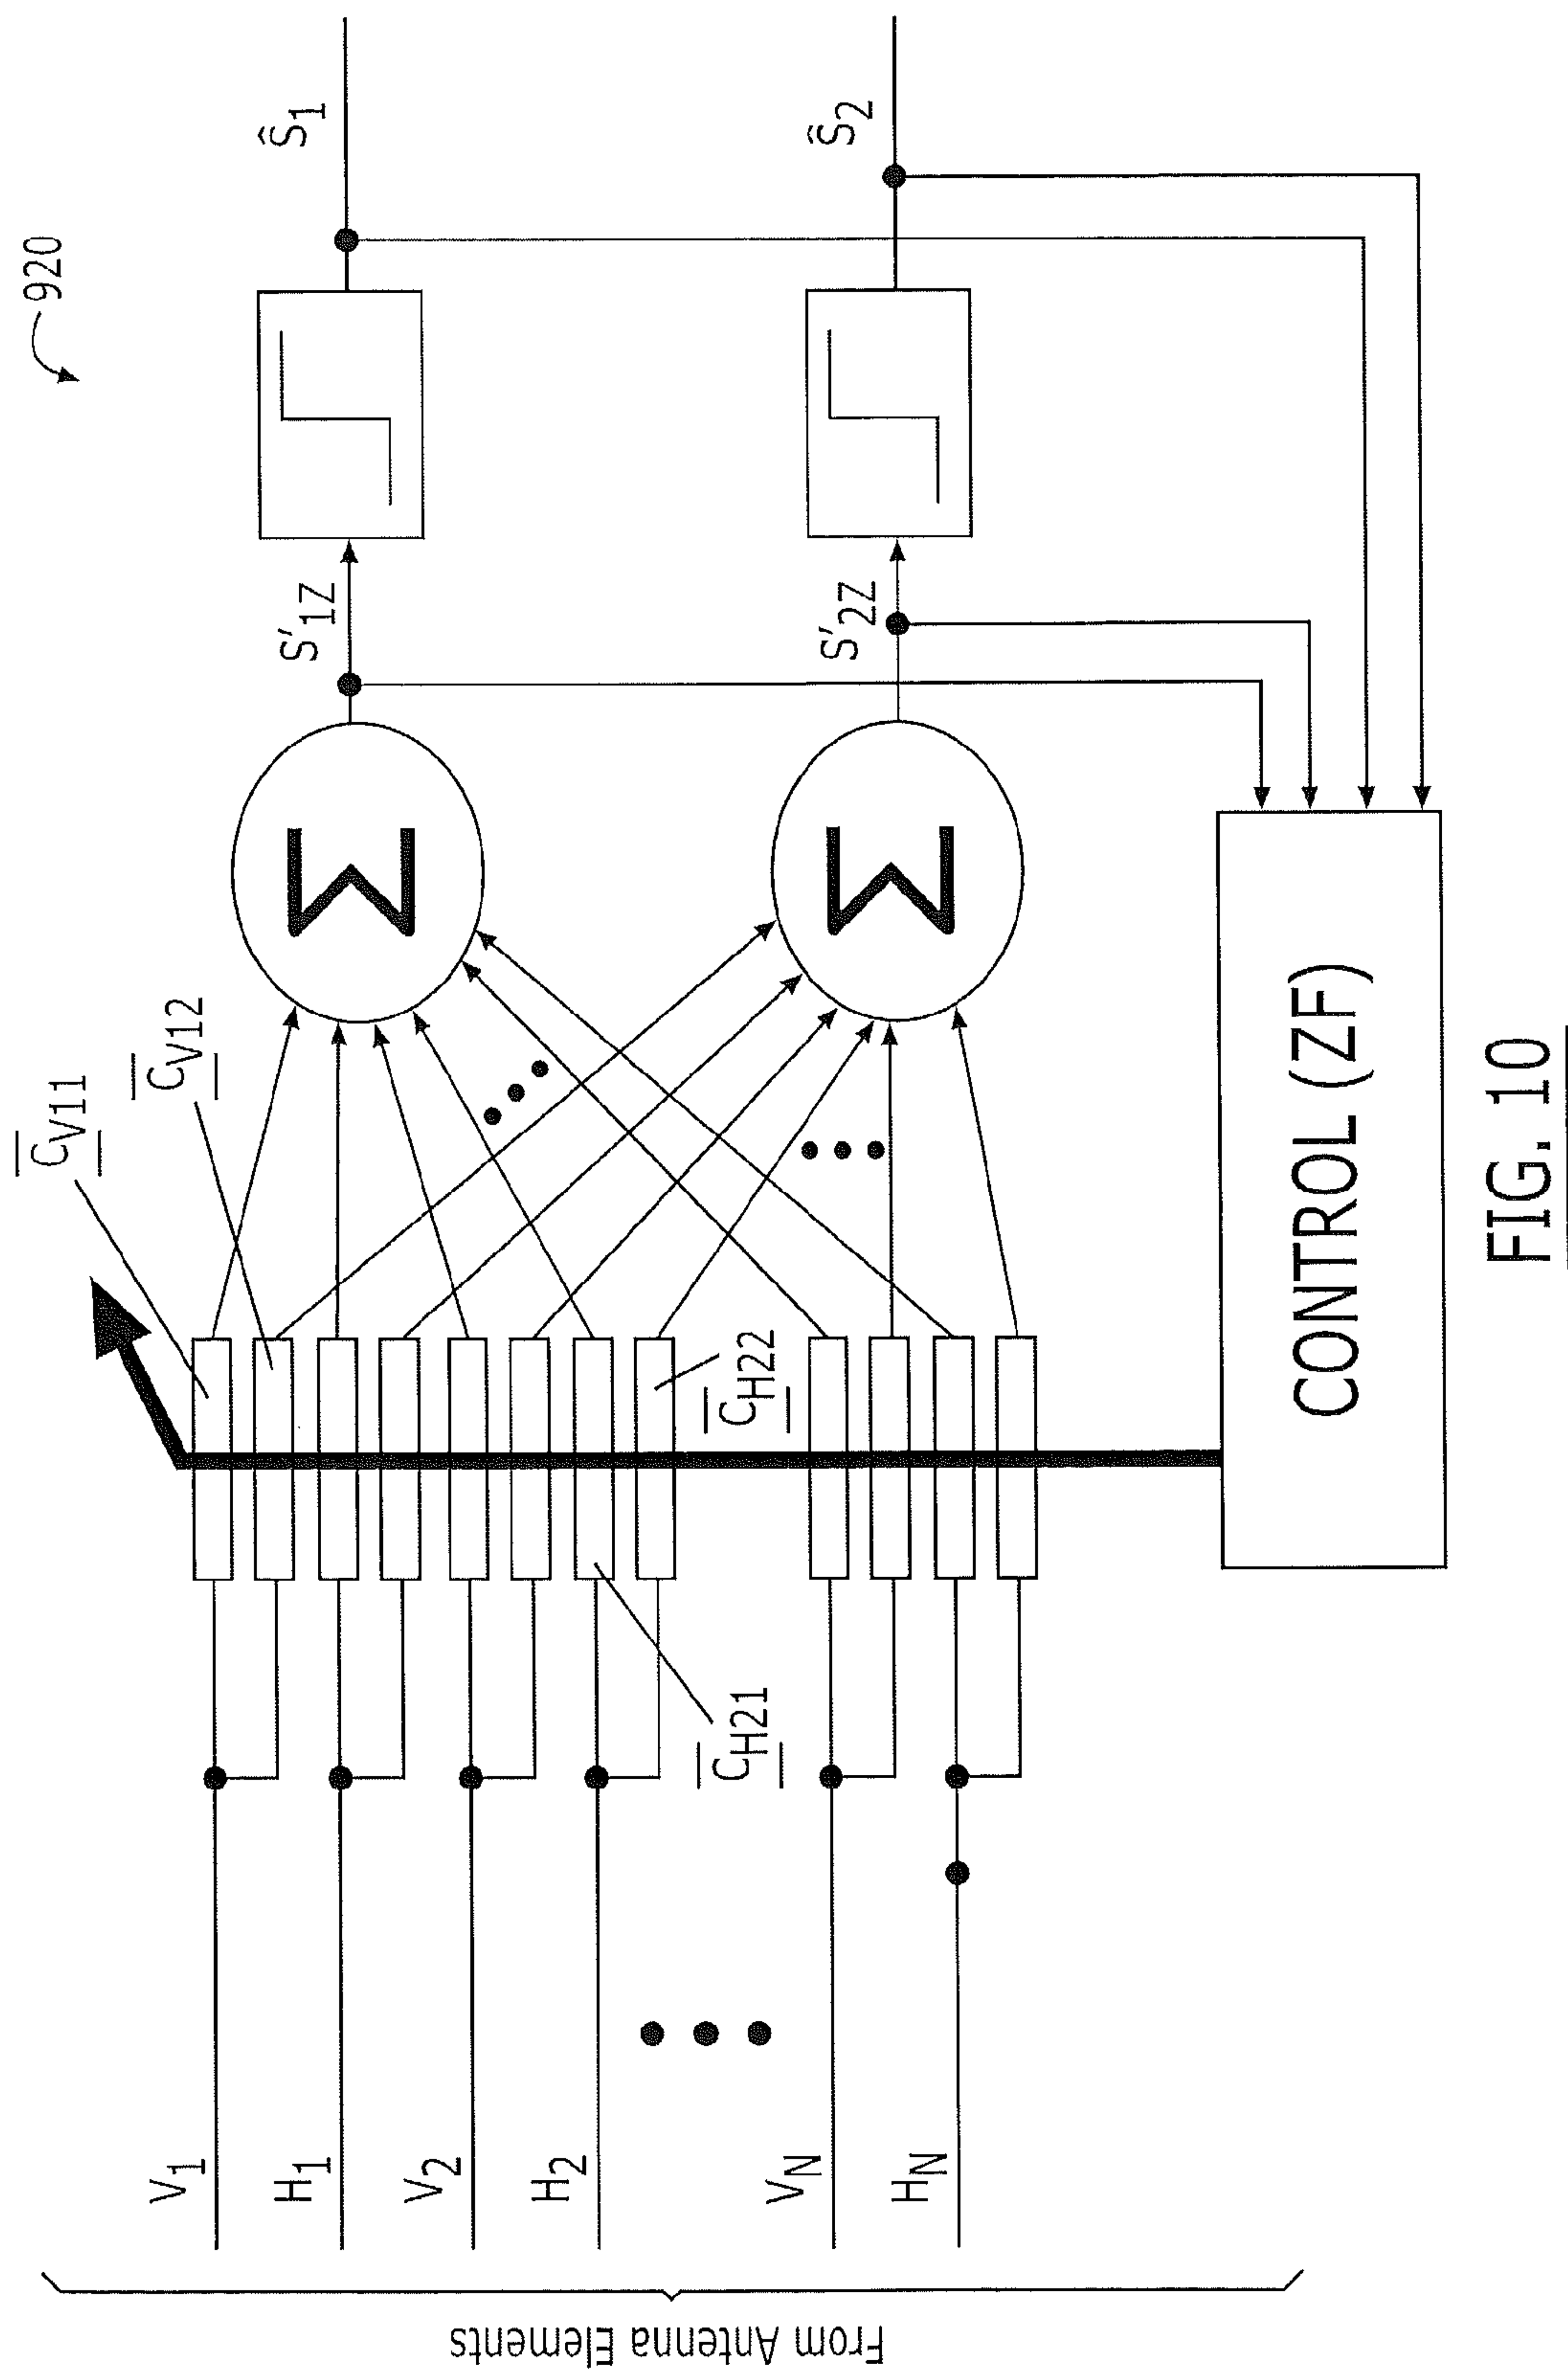 920
C̅V11
C̅V12
V1
H1
V2
H2
VN
HN
From Antenna Elements
C̅H21
C̅H22
Σ
Σ
S'1Z
S'2Z
Ŝ1
Ŝ2
CONTROL (ZF)
FIG. 10